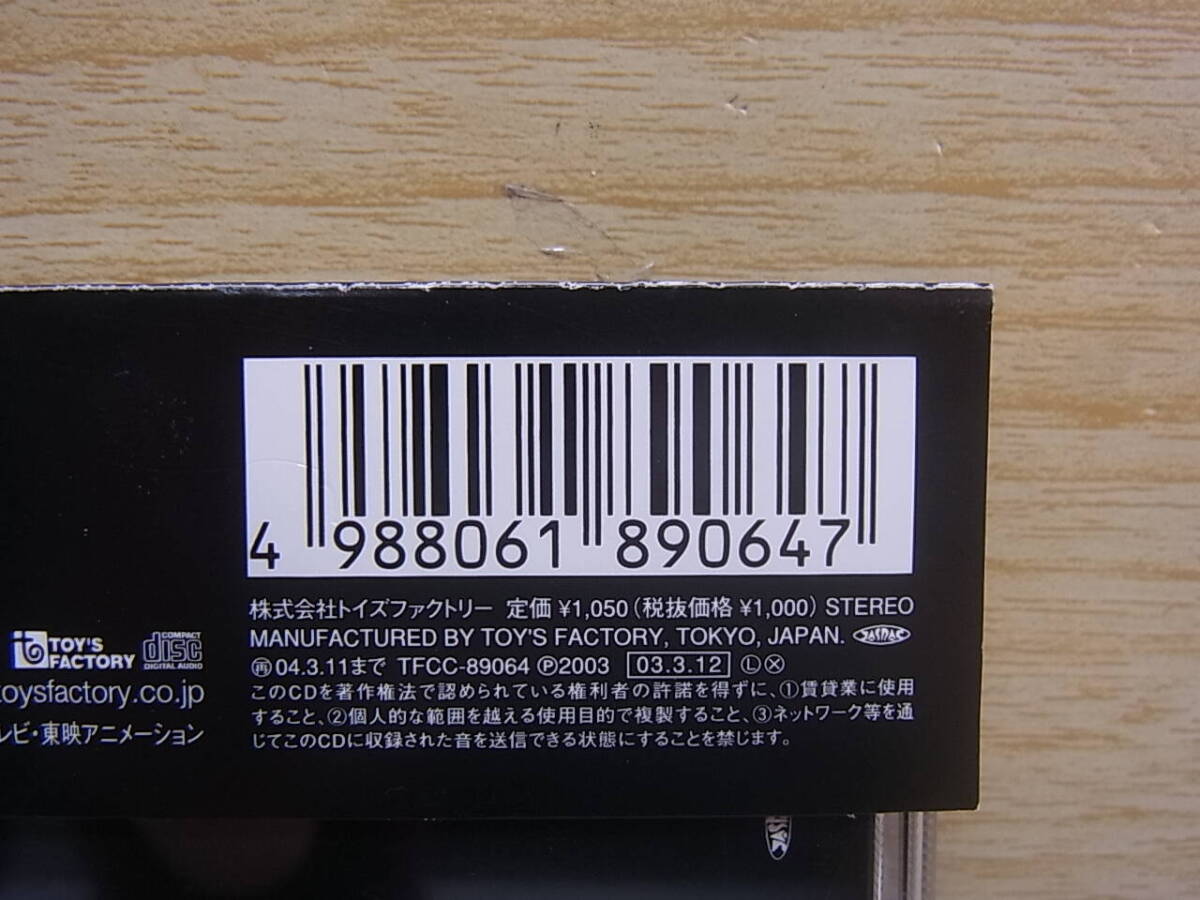 4 988061 890647
株式会社トイズファクトリー 定価 ¥1,050（税抜価格 ¥1,000）STEREO
MANUFACTURED BY TOY'S FACTORY, TOKYO, JAPAN. JASRAC
㊢04.3.11まで TFCC-89064 Ⓟ2003 03.3.12 Ⓛ Ⓧ
このCDを著作権法で認められている権利者の許諾を得ずに、①賃貸業に使用
すること、②個人的な範囲を越える使用目的で複製すること、③ネットワーク等を通
じてこのCDに収録された音を送信できる状態にすることを禁じます。
TOY'S FACTORY
COMPACT disc DIGITAL AUDIO
toysfactory.co.jp
レビ・東映アニメーション